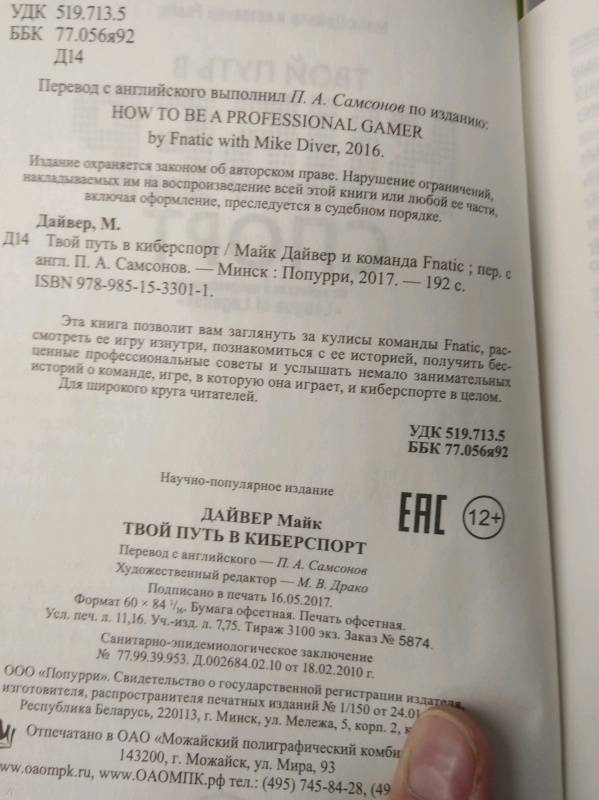 УДК 519.713.5
ББК 77.056я92
Д14
Перевод с английского выполнил П. А. Самсонов по изданию:
HOW TO BE A PROFESSIONAL GAMER
by Fnatic with Mike Diver, 2016.
Издание охраняется законом об авторском праве. Нарушение ограничений,
накладываемых им на воспроизведение всей этой книги или любой ее части,
включая оформление, преследуется в судебном порядке.
Дайвер, М.
Д14 Твой путь в киберспорт / Майк Дайвер и команда Fnatic ; пер. с
англ. П. А. Самсонов. — Минск : Попурри, 2017. — 192 с.
ISBN 978-985-15-3301-1.
Эта книга позволит вам заглянуть за кулисы команды Fnatic, рас-
смотреть ее игру изнутри, познакомиться с ее историей, получить бес-
ценные профессиональные советы и услышать немало занимательных
историй о команде, игре, в которую она играет, и киберспорте в целом.
Для широкого круга читателей.
УДК 519.713.5
ББК 77.056я92
Научно-популярное издание
EAC 12+
ДАЙВЕР Майк
ТВОЙ ПУТЬ В КИБЕРСПОРТ
Перевод с английского — П. А. Самсонов
Художественный редактор — М. В. Драко
Подписано в печать 16.05.2017.
Формат 60 × 84 1/16. Бумага офсетная. Печать офсетная.
Усл. печ. л. 11,16. Уч.-изд. л. 7,75. Тираж 3100 экз. Заказ № 5874.
Санитарно-эпидемиологическое заключение
№ 77.99.39.953. Д.002684.02.10 от 18.02.2010 г.
ООО «Попурри». Свидетельство о государственной регистрации издателя,
изготовителя, распространителя печатных изданий № 1/150 от 24.01
Республика Беларусь, 220113, г. Минск, ул. Мележа, 5, корп. 2, к
Отпечатано в ОАО «Можайский полиграфический комби
143200, г. Можайск, ул. Мира, 93
www.oaompk.ru, www.ОАОМПК.рф тел.: (495) 745-84-28, (49